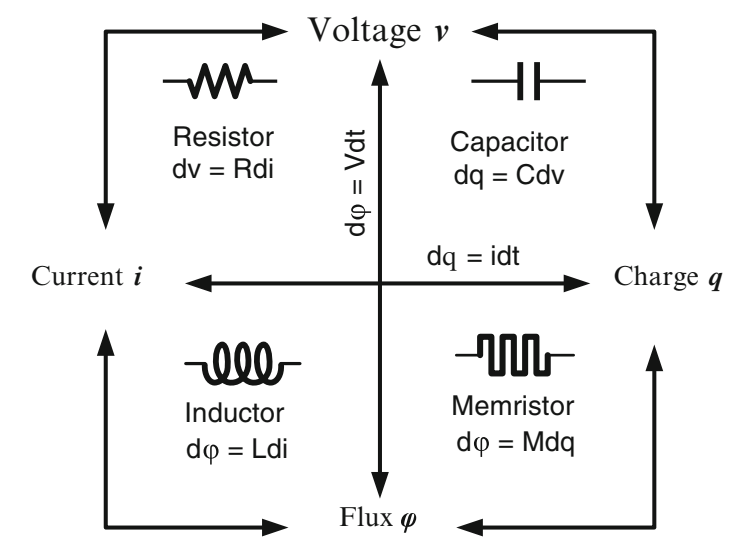 Voltage v
Resistor
dv = Rdi
Capacitor
dq = Cdv
dφ = Vdt
dq = idt
Current i
Charge q
Inductor
dφ = Ldi
Memristor
dφ = Mdq
Flux φ